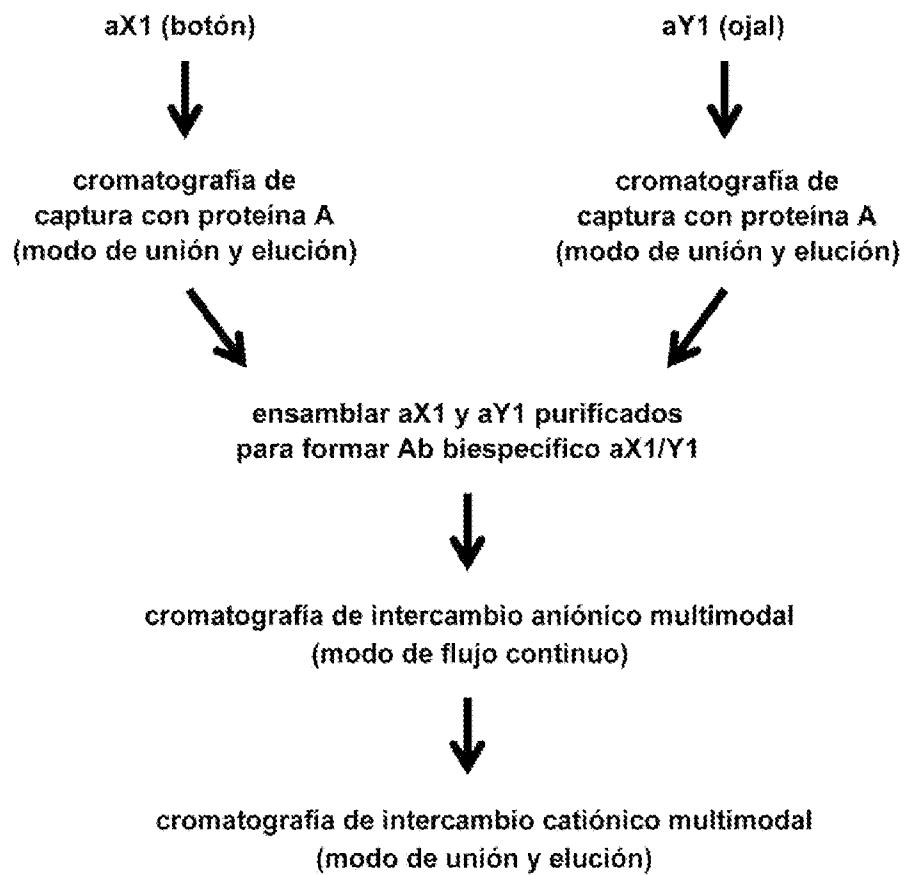 aX1 (botón)
aY1 (ojal)
cromatografía de
captura con proteína A
(modo de unión y elución)
cromatografía de
captura con proteína A
(modo de unión y elución)
ensamblar aX1 y aY1 purificados
para formar Ab biespecífico aX1/Y1
cromatografía de intercambio aniónico multimodal
(modo de flujo continuo)
cromatografía de intercambio catiónico multimodal
(modo de unión y elución)